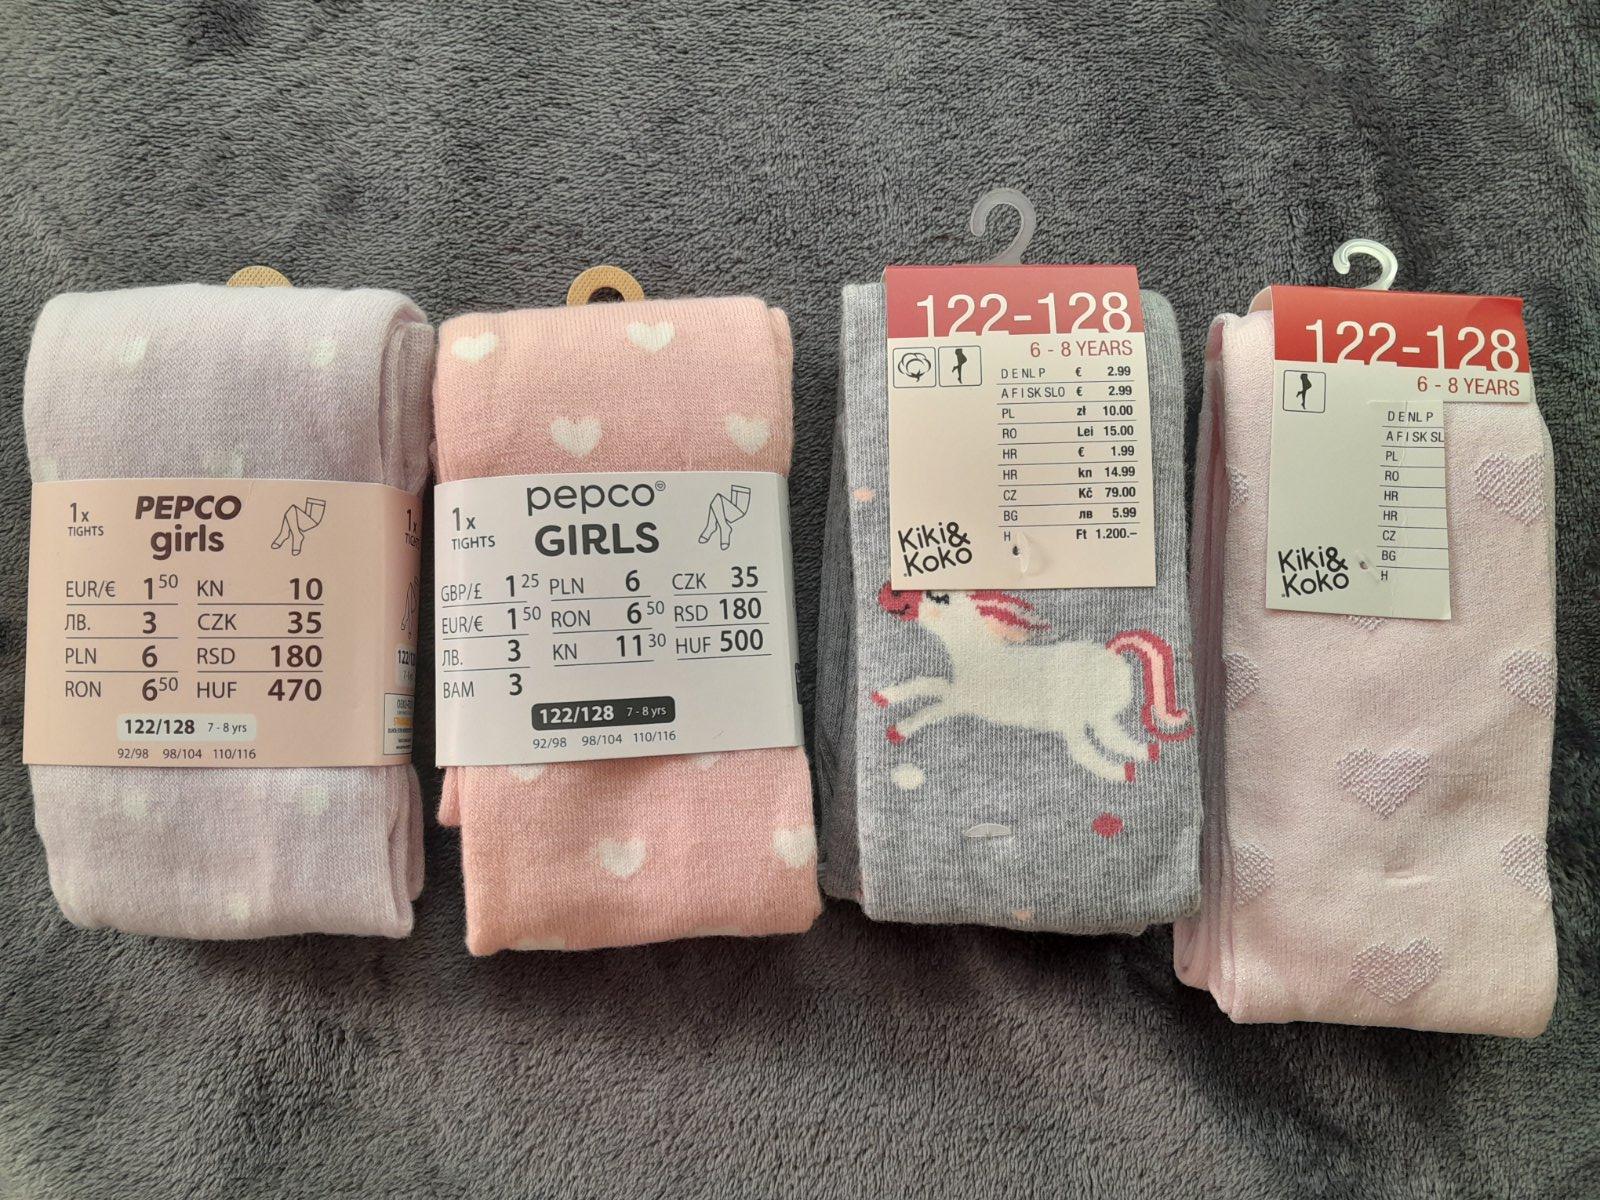 1x
TIGHTS
PEPCO
girls
EUR/€ 1 50 KN 10
ЛВ. 3 CZK 35
PLN 6 RSD 180
RON 6 50 HUF 470
122/128 7 - 8 yrs
92/98 98/104 110/116
1x
TIGHTS
pepco
GIRLS
GBP/£ 1 25 PLN 6 CZK 35
EUR/€ 1 50 RON 6 50 RSD 180
ЛВ. 3 KN 11 30 HUF 500
BAM 3
122/128 7 - 8 yrs
92/98 98/104 110/116
122-128
6 - 8 YEARS
D E NL P € 2.99
A F I SK SLO € 2.99
PL zł 10.00
RO Lei 15.00
HR € 1.99
HR kn 14.99
CZ Kč 79.00
BG лв 5.99
H Ft 1.200.–
Kiki&
Koko
122-128
6 - 8 YEARS
D E NL P
A F I SK SL
PL
RO
HR
HR
CZ
BG
H
Kiki&
Koko